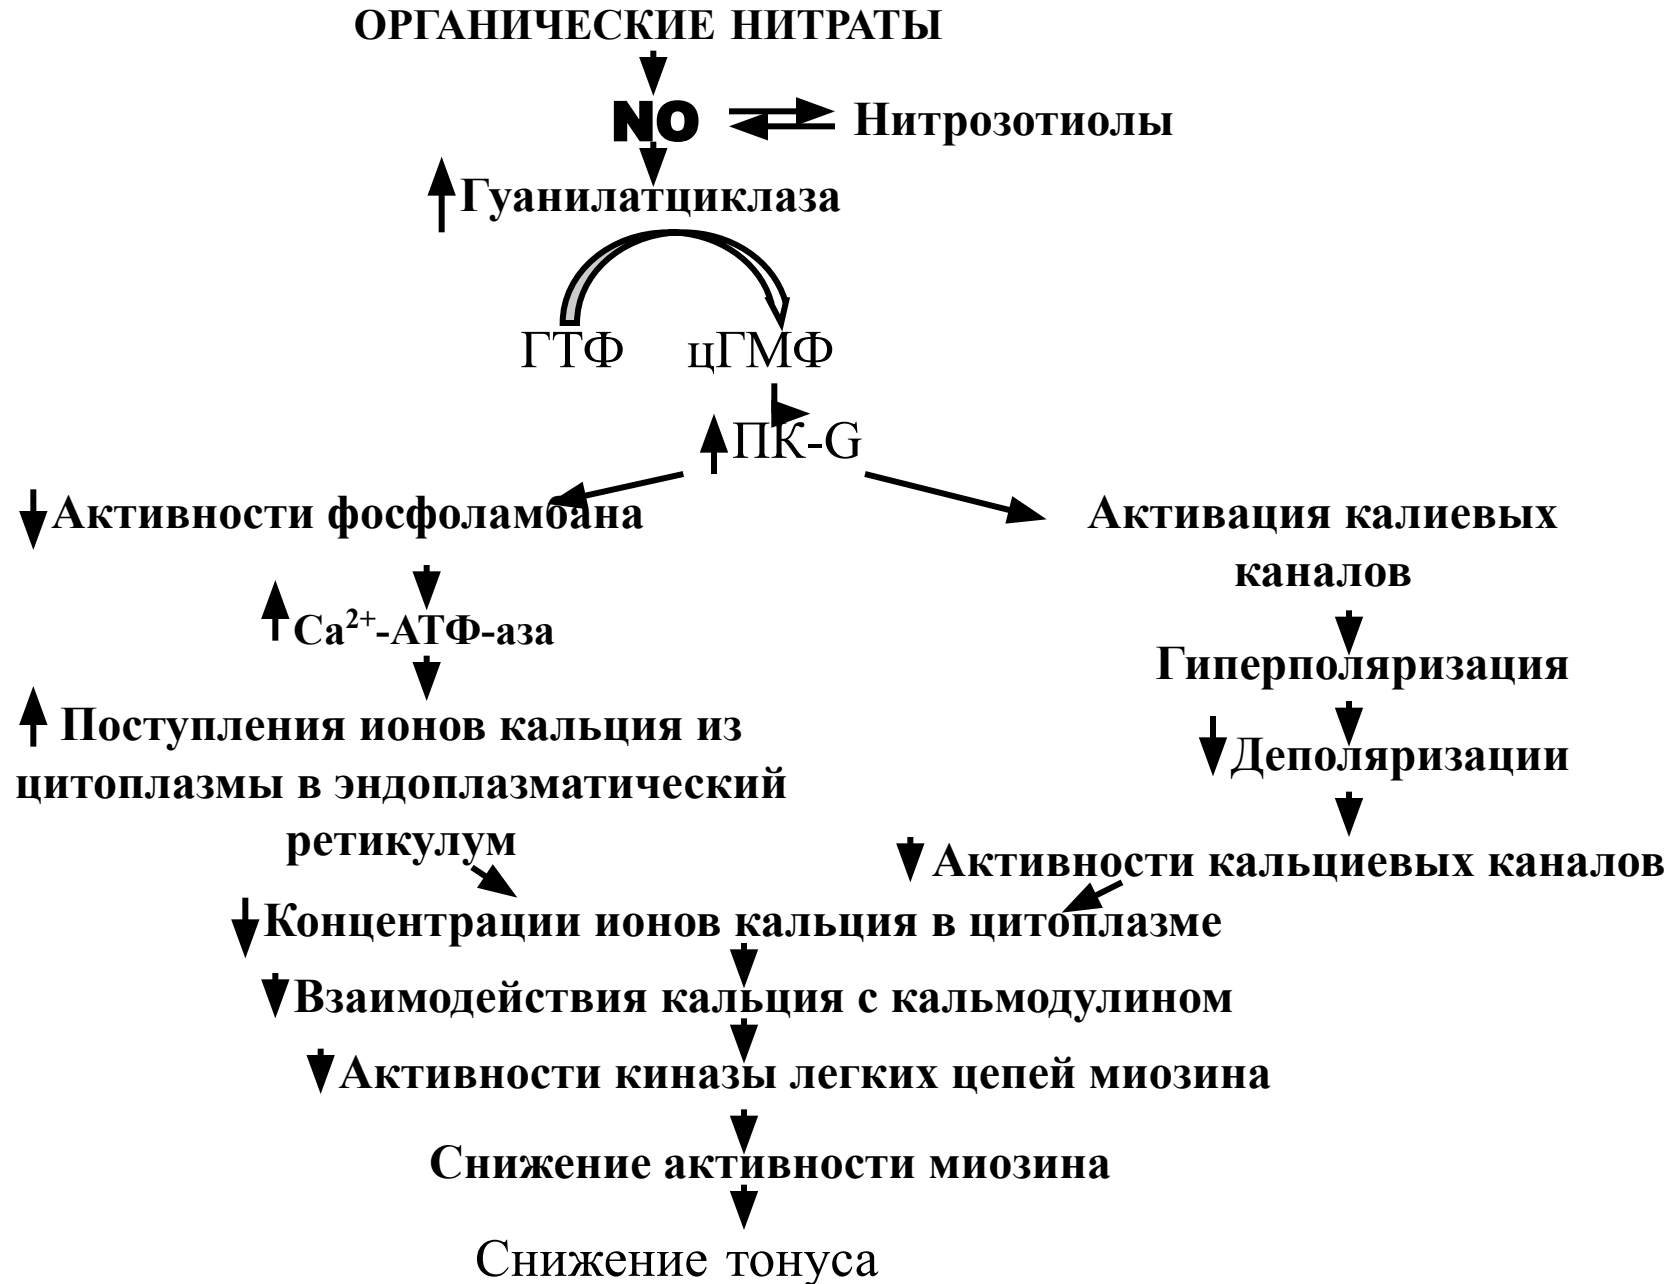 ОРГАНИЧЕСКИЕ НИТРАТЫ
NO Нитрозотиолы
Гуанилатциклаза
ГТФ цГМФ
ПК-G
Активности фосфоламбана
Активация калиевых
каналов
Ca²⁺-АТФ-аза
Гиперполяризация
Поступления ионов кальция из
цитоплазмы в эндоплазматический
ретикулум
Деполяризации
Активности кальциевых каналов
Концентрации ионов кальция в цитоплазме
Взаимодействия кальция с кальмодулином
Активности киназы легких цепей миозина
Снижение активности миозина
Снижение тонуса